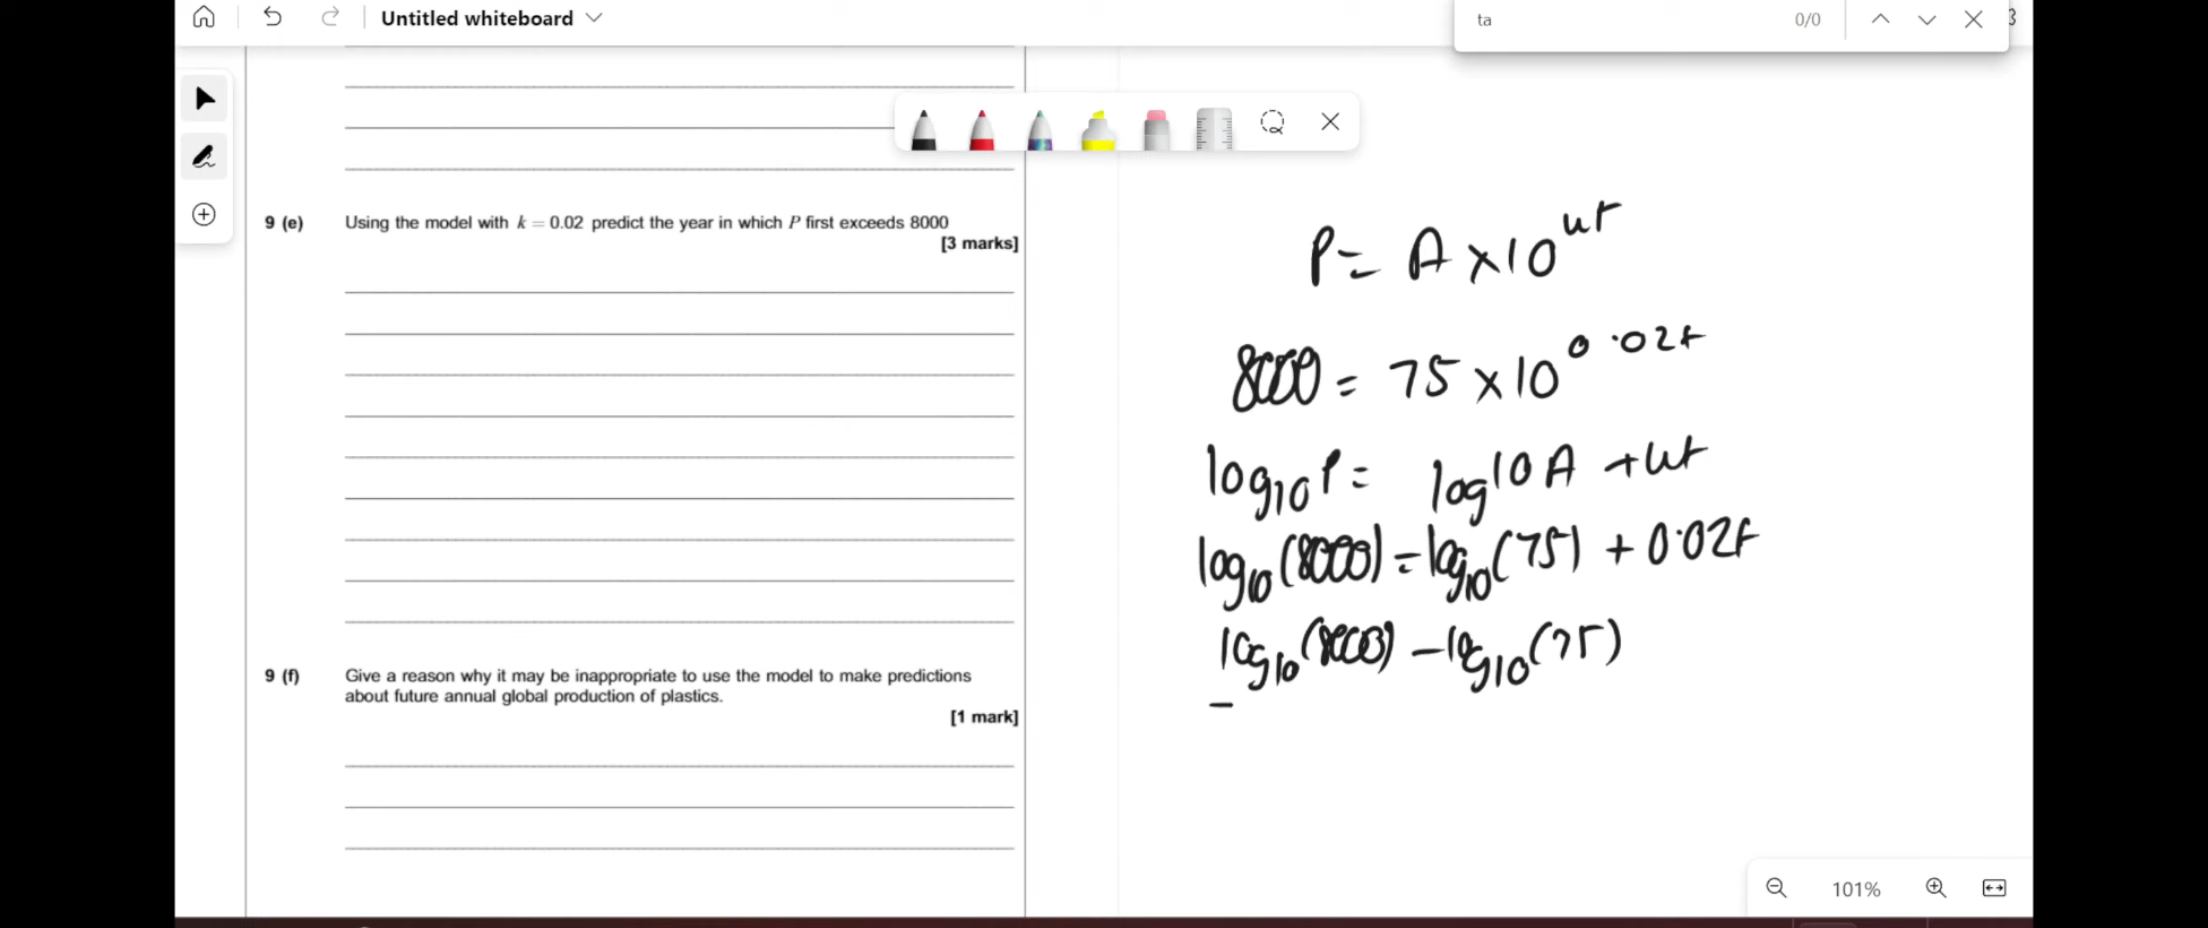 Untitled whiteboard
ta
0/0
9 (e) Using the model with k = 0.02 predict the year in which P first exceeds 8000
[3 marks]
P = A × 10^kt
8000 = 75 × 10^0.02t
log₁₀ P = log10 A + kt
log₁₀ (8000) = log₁₀ (75) + 0.02t
log₁₀ (8000) - log₁₀ (75)
9 (f) Give a reason why it may be inappropriate to use the model to make predictions
about future annual global production of plastics.
[1 mark]
101%